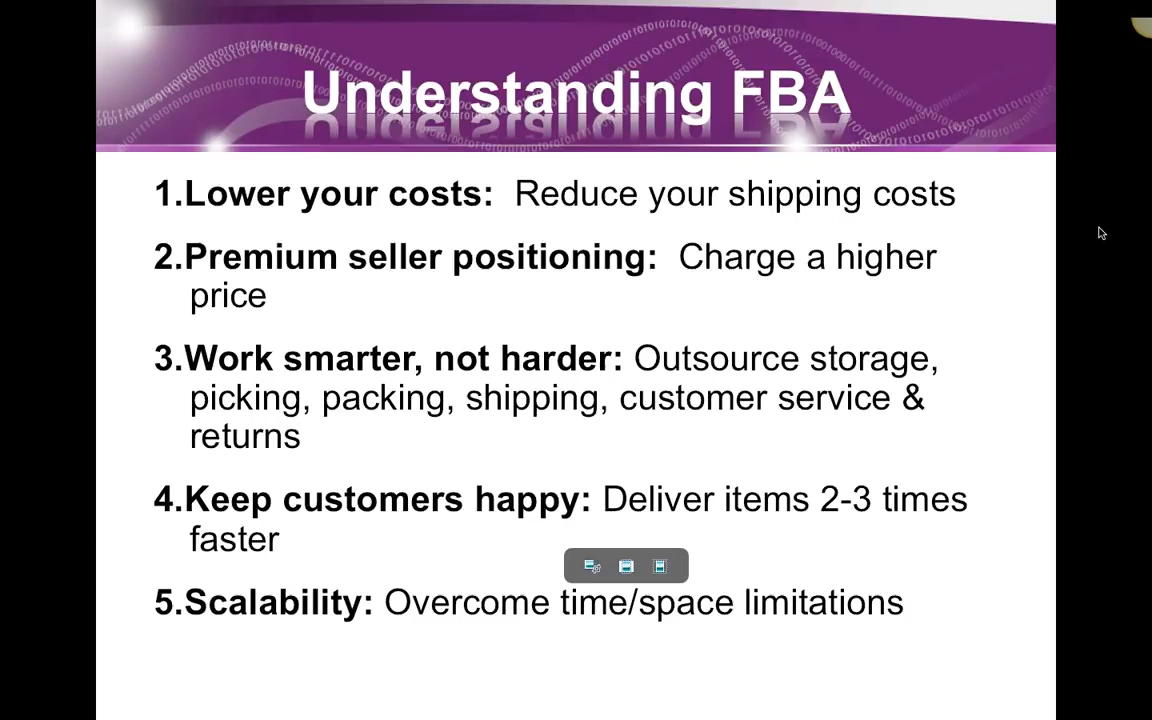 Understanding FBA
1.Lower your costs:  Reduce your shipping costs
2.Premium seller positioning:  Charge a higher
price
3.Work smarter, not harder: Outsource storage,
picking, packing, shipping, customer service &
returns
4.Keep customers happy: Deliver items 2-3 times
faster
5.Scalability: Overcome time/space limitations